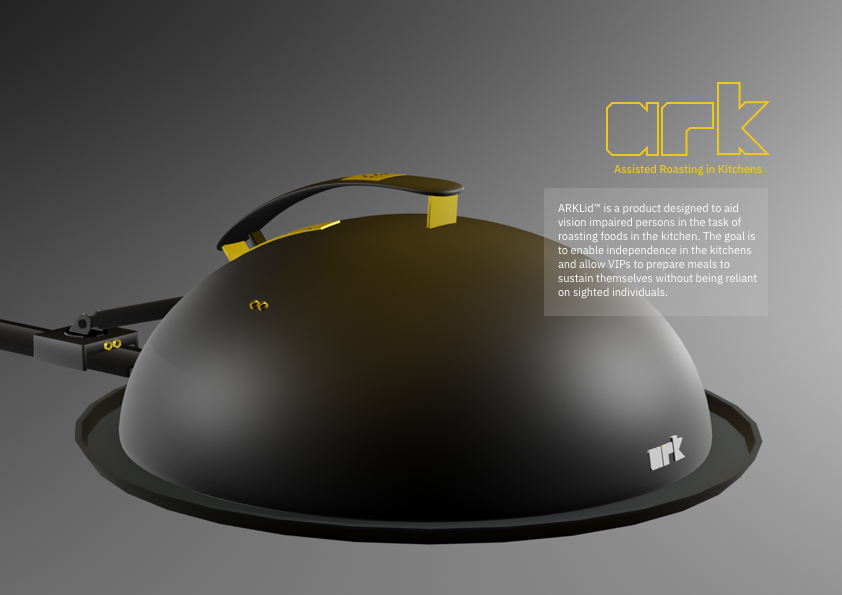 ark
Assisted Roasting in Kitchens
ARKLid™ is a product designed to aid
vision impaired persons in the task of
roasting foods in the kitchen. The goal is
to enable independence in the kitchens
and allow VIPs to prepare meals to
sustain themselves without being reliant
on sighted individuals.
ark